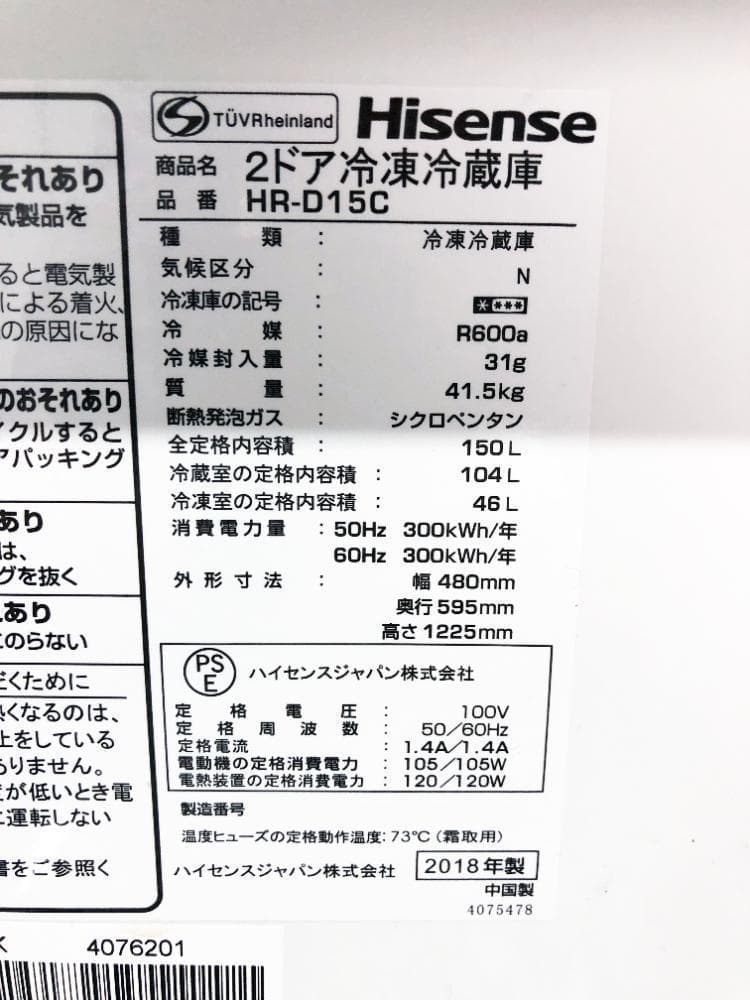 それあり
気製品を
ると電気製
による着火、
の原因にな
のおそれあり
イクルすると
アパッキング
あり
は、
グを抜く
れあり
にのらない
だくために
熱くなるのは、
上をしている
ありません。
度が低いとき電
に運転しない
書をご参照く
TÜVRheinland
Hisense
商品名 2ドア冷凍冷蔵庫
品番 HR-D15C
種類 : 冷凍冷蔵庫
気候区分 : N
冷凍庫の記号 : ****
冷媒 : R600a
冷媒封入量 : 31g
質量 : 41.5kg
断熱発泡ガス : シクロペンタン
全定格内容積 : 150L
冷蔵室の定格内容積 : 104L
冷凍室の定格内容積 : 46L
消費電力量 : 50Hz 300kWh/年
60Hz 300kWh/年
外形寸法 : 幅 480mm
奥行 595mm
高さ 1225mm
PSE ハイセンスジャパン株式会社
定格電圧 : 100V
定格周波数 : 50/60Hz
定格電流 : 1.4A/1.4A
電動機の定格消費電力 : 105/105W
電熱装置の定格消費電力 : 120/120W
製造番号
温度ヒューズの定格動作温度:73℃(霜取用)
ハイセンスジャパン株式会社 2018年製
中国製
4075478
K 4076201